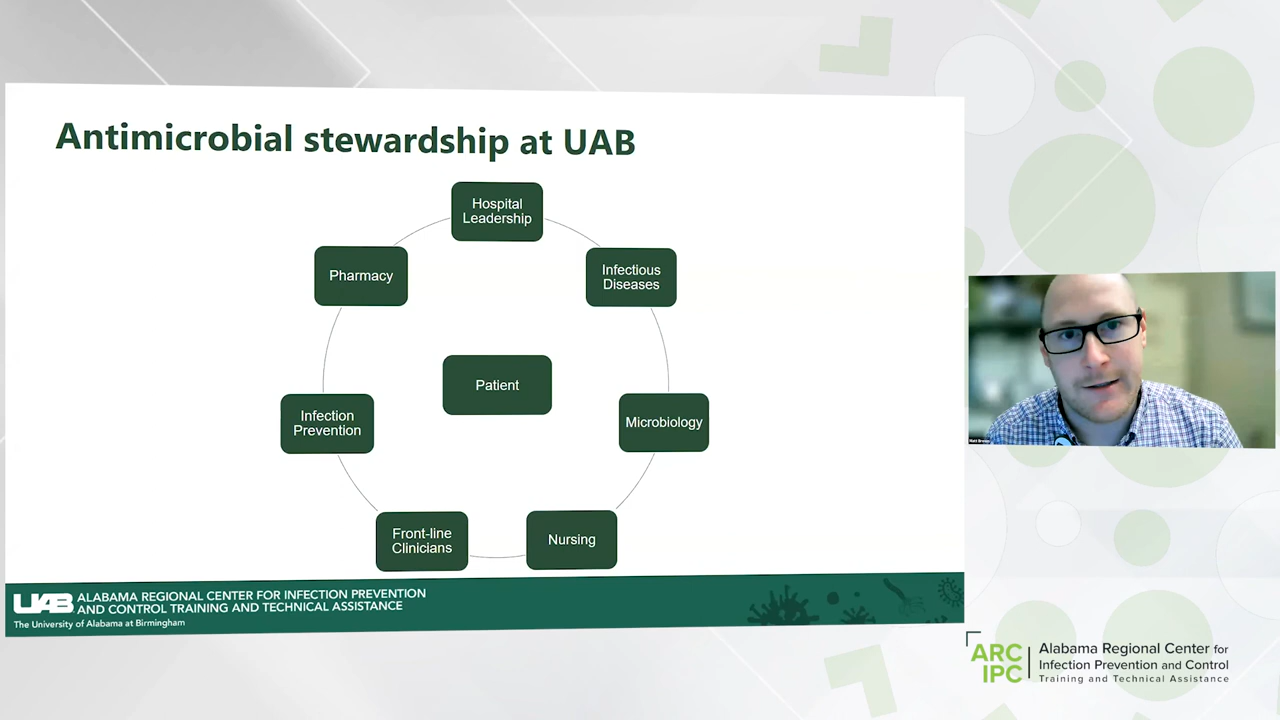 Antimicrobial stewardship at UAB
Hospital
Leadership
Infectious
Diseases
Microbiology
Nursing
Front-line
Clinicians
Infection
Prevention
Pharmacy
Patient
UAB ALABAMA REGIONAL CENTER FOR INFECTION PREVENTION
AND CONTROL TRAINING AND TECHNICAL ASSISTANCE
The University of Alabama at Birmingham
ARC
IPC
Alabama Regional Center for
Infection Prevention and Control
Training and Technical Assistance